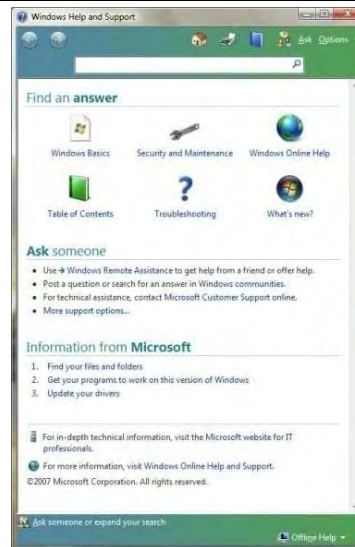 Windows Help and Support
Ask Options
Find an answer
Windows Basics Security and Maintenance Windows Online Help
Table of Contents Troubleshooting What's new?
Ask someone
• Use → Windows Remote Assistance to get help from a friend or offer help.
• Post a question or search for an answer in Windows communities.
• For technical assistance, contact Microsoft Customer Support online.
• More support options...
Information from Microsoft
1. Find your files and folders
2. Get your programs to work on this version of Windows
3. Update your drivers
For in-depth technical information, visit the Microsoft website for IT
professionals.
For more information, visit Windows Online Help and Support.
©2007 Microsoft Corporation. All rights reserved.
Ask someone or expand your search
Offline Help